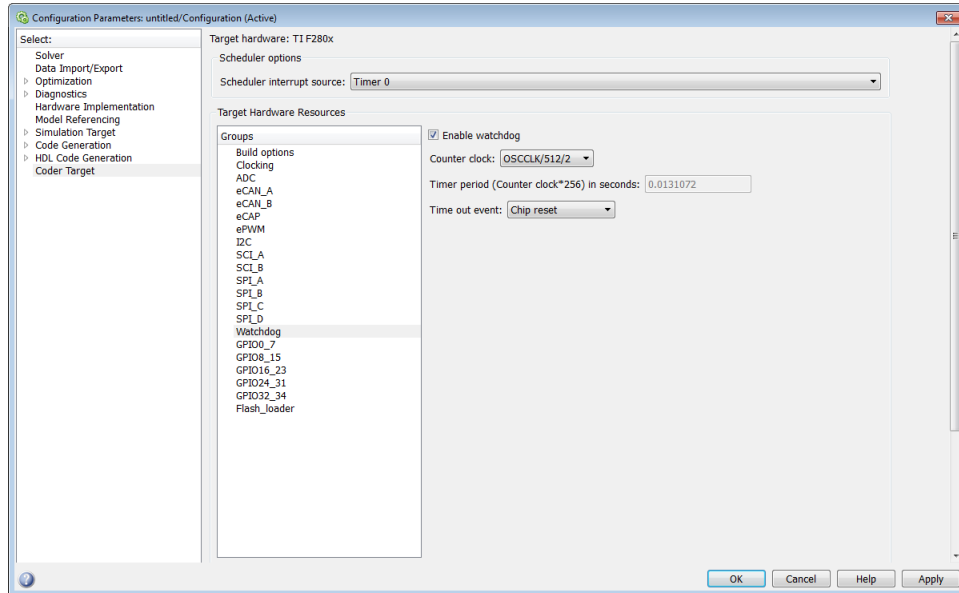 Configuration Parameters: untitled/Configuration (Active)
Select:
Solver
Data Import/Export
Optimization
Diagnostics
Hardware Implementation
Model Referencing
Simulation Target
Code Generation
HDL Code Generation
Coder Target
Target hardware: TI F280x
Scheduler options
Scheduler interrupt source: Timer 0
Target Hardware Resources
Groups
Build options
Clocking
ADC
eCAN_A
eCAN_B
eCAP
ePWM
I2C
SCI_A
SCI_B
SPI_A
SPI_B
SPI_C
SPI_D
Watchdog
GPIO0_7
GPIO8_15
GPIO16_23
GPIO24_31
GPIO32_34
Flash_loader
Enable watchdog
Counter clock: OSCCLK/512/2
Timer period (Counter clock*256) in seconds: 0.0131072
Time out event: Chip reset
OK Cancel Help Apply